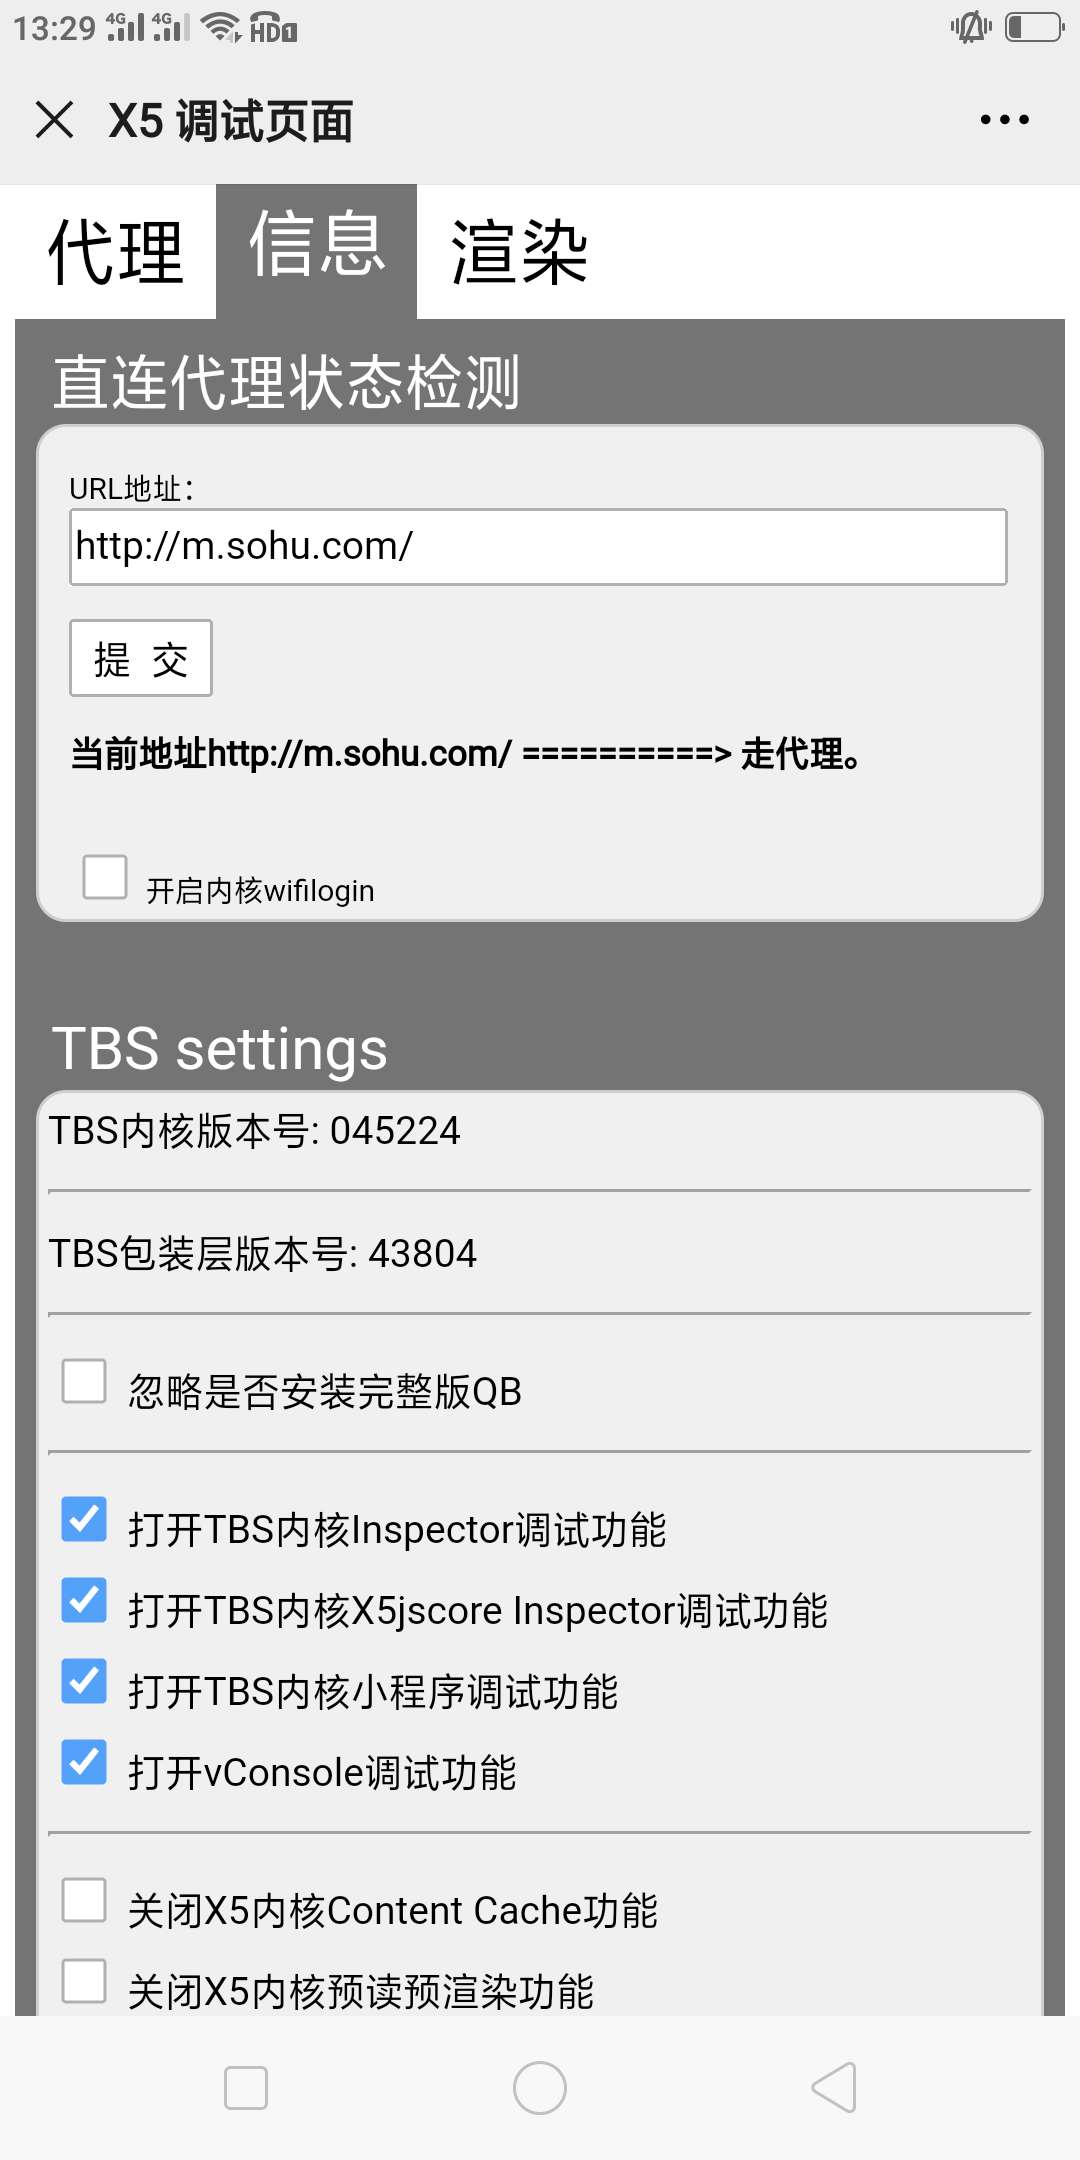 13:29 4G 4G HD 1
X5 调试页面
代理 信息 渲染
直连代理状态检测
URL地址：
http://m.sohu.com/
提 交
当前地址http://m.sohu.com/ ==========> 走代理。
开启内核wifilogin
TBS settings
TBS内核版本号: 045224
TBS包装层版本号: 43804
忽略是否安装完整版QB
打开TBS内核Inspector调试功能
打开TBS内核X5jscore Inspector调试功能
打开TBS内核小程序调试功能
打开vConsole调试功能
关闭X5内核Content Cache功能
关闭X5内核预读预渲染功能